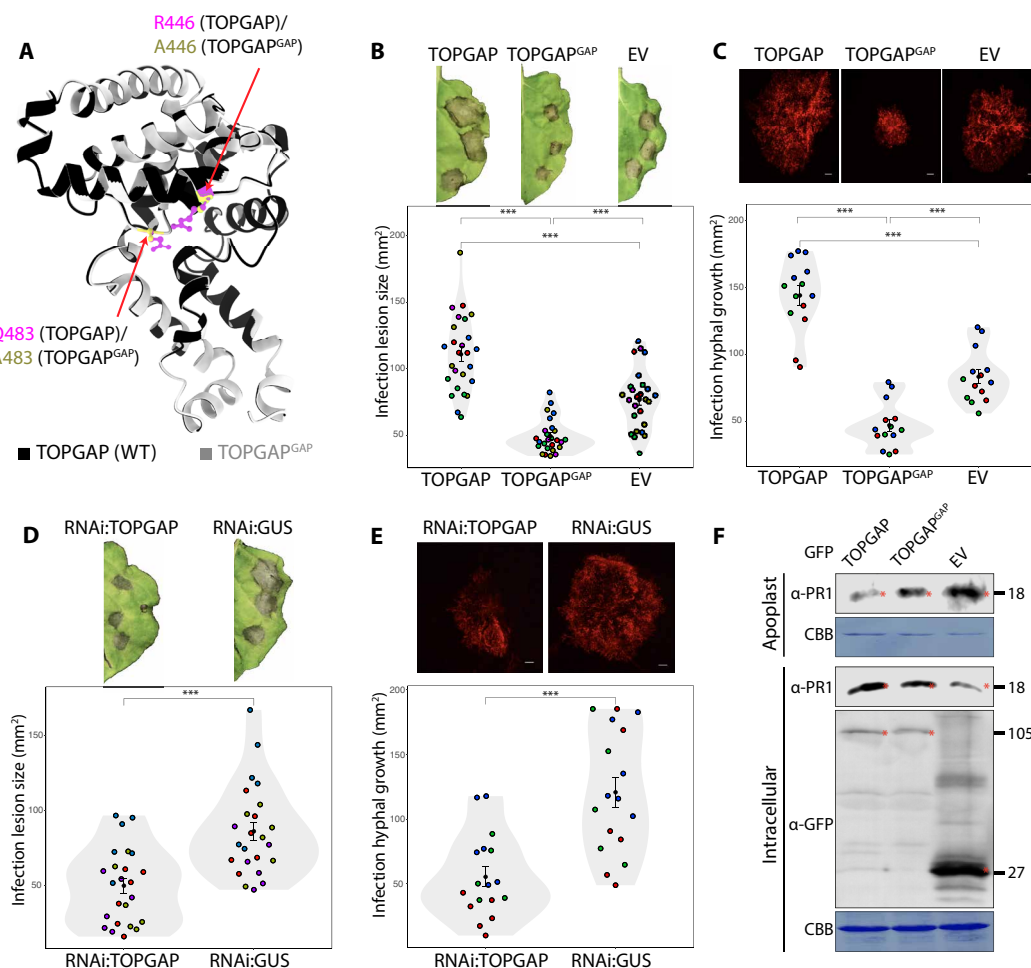 A
R446 (TOPGAP)/
A446 (TOPGAP^GAP)
Q483 (TOPGAP)/
A483 (TOPGAP^GAP)
TOPGAP (WT) TOPGAP^GAP
B
TOPGAP TOPGAP^GAP EV
***
***
***
Infection lesion size (mm²)
200
150
100
50
TOPGAP TOPGAP^GAP EV
C
TOPGAP TOPGAP^GAP EV
***
***
***
Infection hyphal growth (mm²)
200
150
100
50
TOPGAP TOPGAP^GAP EV
D
RNAi:TOPGAP RNAi:GUS
***
Infection lesion size (mm²)
150
100
50
RNAi:TOPGAP RNAi:GUS
E
RNAi:TOPGAP RNAi:GUS
***
Infection hyphal growth (mm²)
200
150
100
50
RNAi:TOPGAP RNAi:GUS
F
GFP TOPGAP TOPGAP^GAP EV
Apoplast
α-PR1 * * * 18
CBB
Intracellular
α-PR1 * * * 18
α-GFP
* * 105
* 27
CBB